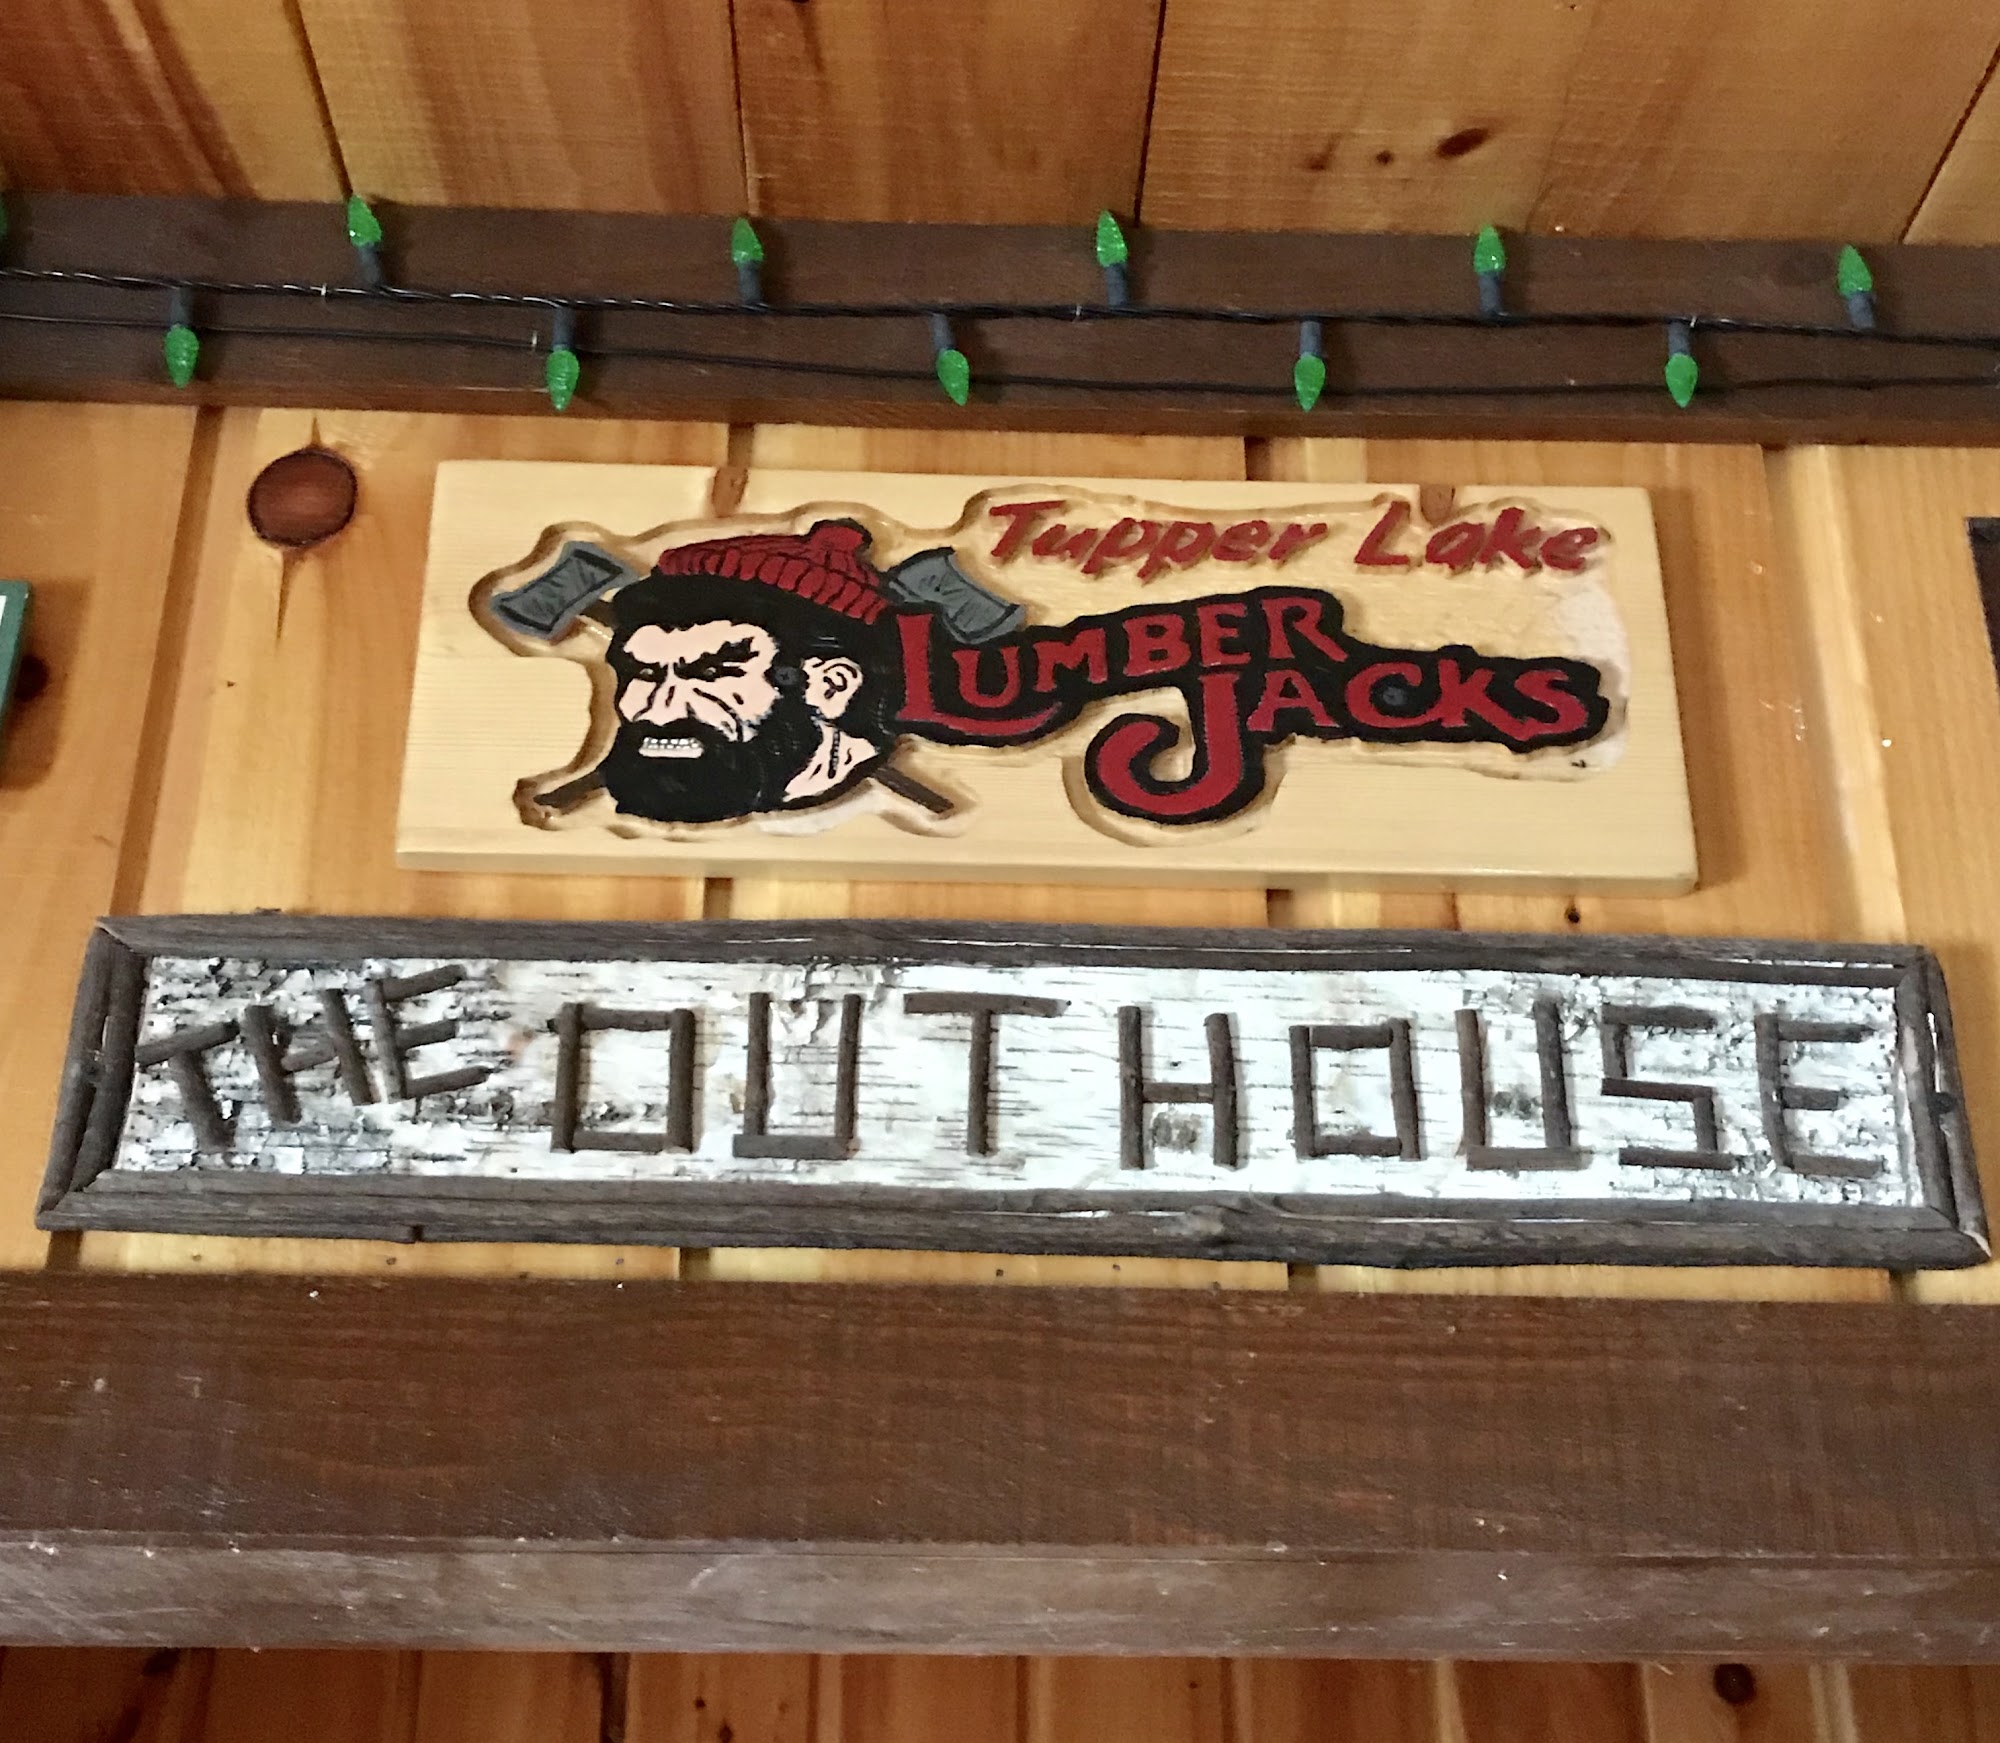 Tupper Lake
LUMBER
JACKS
THE OUTHOUSE